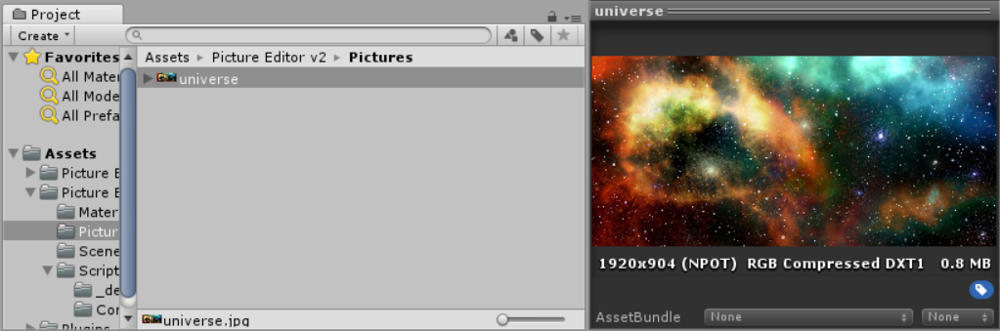 Project
Create
Favorites
All Mater
All Mode
All Prefa
Assets
Picture E
Picture E
Mater
Pictur
Scene
Script
_de
Cor
Plugins
Assets ▸ Picture Editor v2 ▸ Pictures
universe
universe.jpg
universe
1920x904 (NPOT) RGB Compressed DXT1 0.8 MB
AssetBundle None None